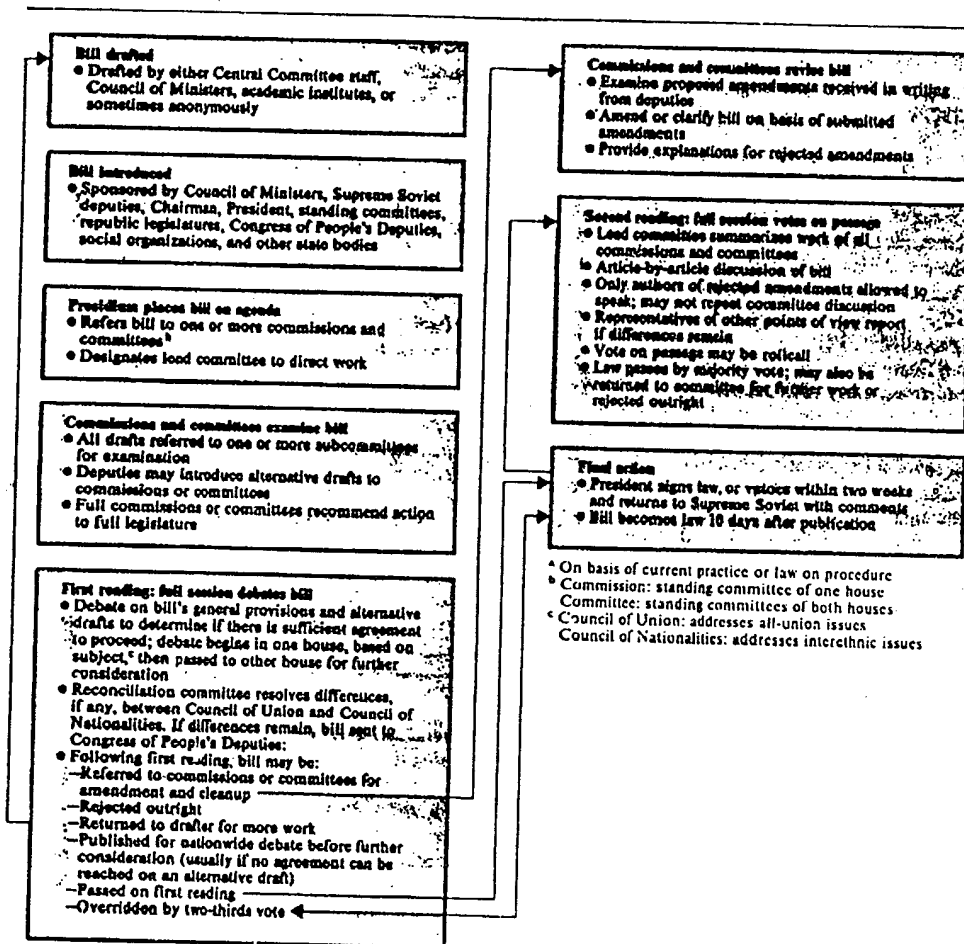 Bill drafted
● Drafted by either Central Committee staff,
Council of Ministers, academic institutes, or
sometimes anonymously
Bill introduced
● Sponsored by Council of Ministers, Supreme Soviet
deputies, Chairman, President, standing committees,
republic legislatures, Congress of People's Deputies,
social organizations, and other state bodies
Presidium places bill on agenda
● Refers bill to one or more commissions and
committees ᵇ
● Designates lead committee to direct work
Commissions and committees examine bill
● All drafts referred to one or more subcommittees
for examination
● Deputies may introduce alternative drafts to
commissions or committees
● Full commissions or committees recommend action
to full legislature
First reading: full session debates bill
● Debate on bill's general provisions and alternative
drafts to determine if there is sufficient agreement
to proceed; debate begins in one house, based on
subject,ᶜ then passed to other house for further
consideration
● Reconciliation committee resolves differences,
if any, between Council of Union and Council of
Nationalities. If differences remain, bill sent to
Congress of People's Deputies:
● Following first reading, bill may be:
—Referred to commissions or committees for
amendment and cleanup
—Rejected outright
—Returned to drafter for more work
—Published for nationwide debate before further
consideration (usually if no agreement can be
reached on an alternative draft)
—Passed on first reading
—Overridden by two-thirds vote
Commissions and committees revise bill
● Examine proposed amendments received in writing
from deputies
● Amend or clarify bill on basis of submitted
amendments
● Provide explanations for rejected amendments
Second reading: full session votes on passage
● Lead committee summarizes work of all
commissions and committees
● Article-by-article discussion of bill
● Only authors of rejected amendments allowed to
speak; may not repeat committee discussion
● Representatives of other points of view report
if differences remain
● Vote on passage may be rollcall
● Law passes by majority vote; may also be
returned to committee for further work or
rejected outright
Final action
● President signs law, or vetoes within two weeks
and returns to Supreme Soviet with comments
● Bill becomes law 10 days after publication
ᵃ On basis of current practice or law on procedure
ᵇ Commission: standing committee of one house
Committee: standing committees of both houses
ᶜ Council of Union: addresses all-union issues
Council of Nationalities: addresses interethnic issues